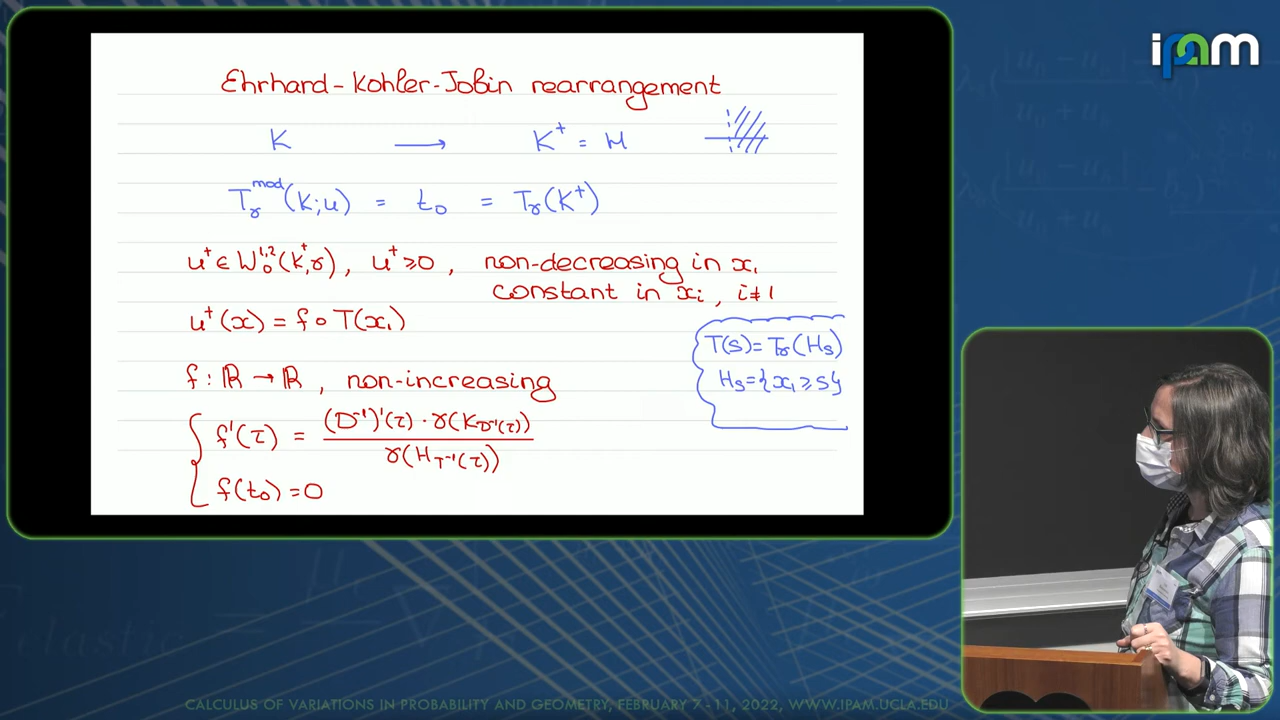 ipam
Ehrhard-Kohler-Jobin rearrangement
K → K⁺ = H
T_γ^mod(K;u) = t₀ = T_γ(K⁺)
u⁺ ∈ W₀^{1,2}(K⁺,γ), u⁺ ≥ 0, non-decreasing in x₁
constant in xᵢ, i≠1
u⁺(x) = f∘T(x₁)
T(s) = T_γ(H_s)
H_s = {x₁ ≥ s}
f : ℝ → ℝ, non-increasing
f'(τ) = (D⁻¹)'(τ) · γ(K_{D⁻¹(τ)}) / γ(H_{T⁻¹(τ)})
f(t₀) = 0
CALCULUS OF VARIATIONS IN PROBABILITY AND GEOMETRY, FEBRUARY 7 - 11, 2022, WWW.IPAM.UCLA.EDU